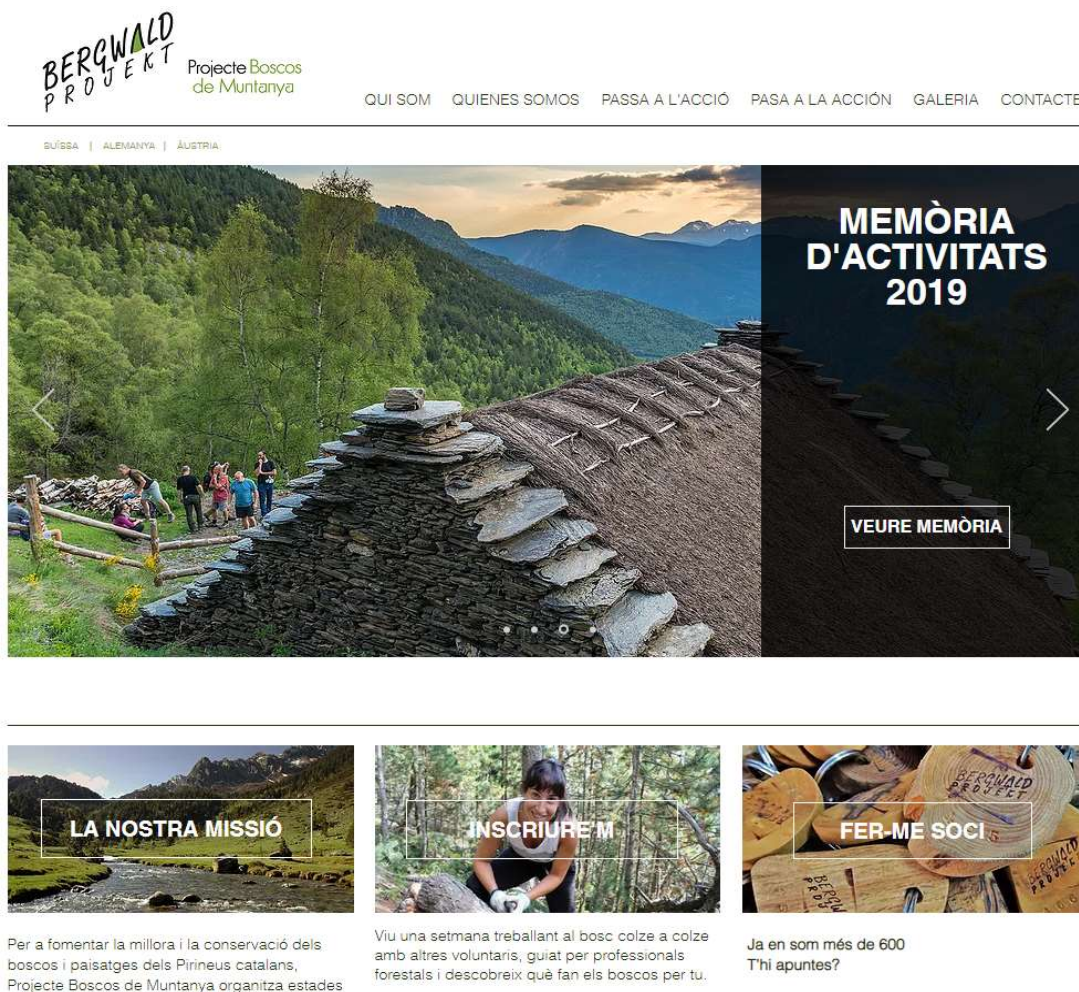 BERGWALD
PROJEKT
Projecte Boscos
de Muntanya
QUI SOM QUIENES SOMOS PASSA A L'ACCIÓ PASA A LA ACCIÓN GALERIA CONTACTE
SUÏSSA | ALEMANYA | ÀUSTRIA
MEMÒRIA
D'ACTIVITATS
2019
VEURE MEMÒRIA
LA NOSTRA MISSIÓ
Per a fomentar la millora i la conservació dels
boscos i paisatges dels Pirineus catalans,
Projecte Boscos de Muntanya organitza estades
INSCRIURE'M
Viu una setmana treballant al bosc colze a colze
amb altres voluntaris, guiat per professionals
forestals i descobreix què fan els boscos per tu.
BERGWALD
PROJEKT
FER-ME SOCI
BERGWALD
PROJEKT
Ja en som més de 600
T'hi apuntes?